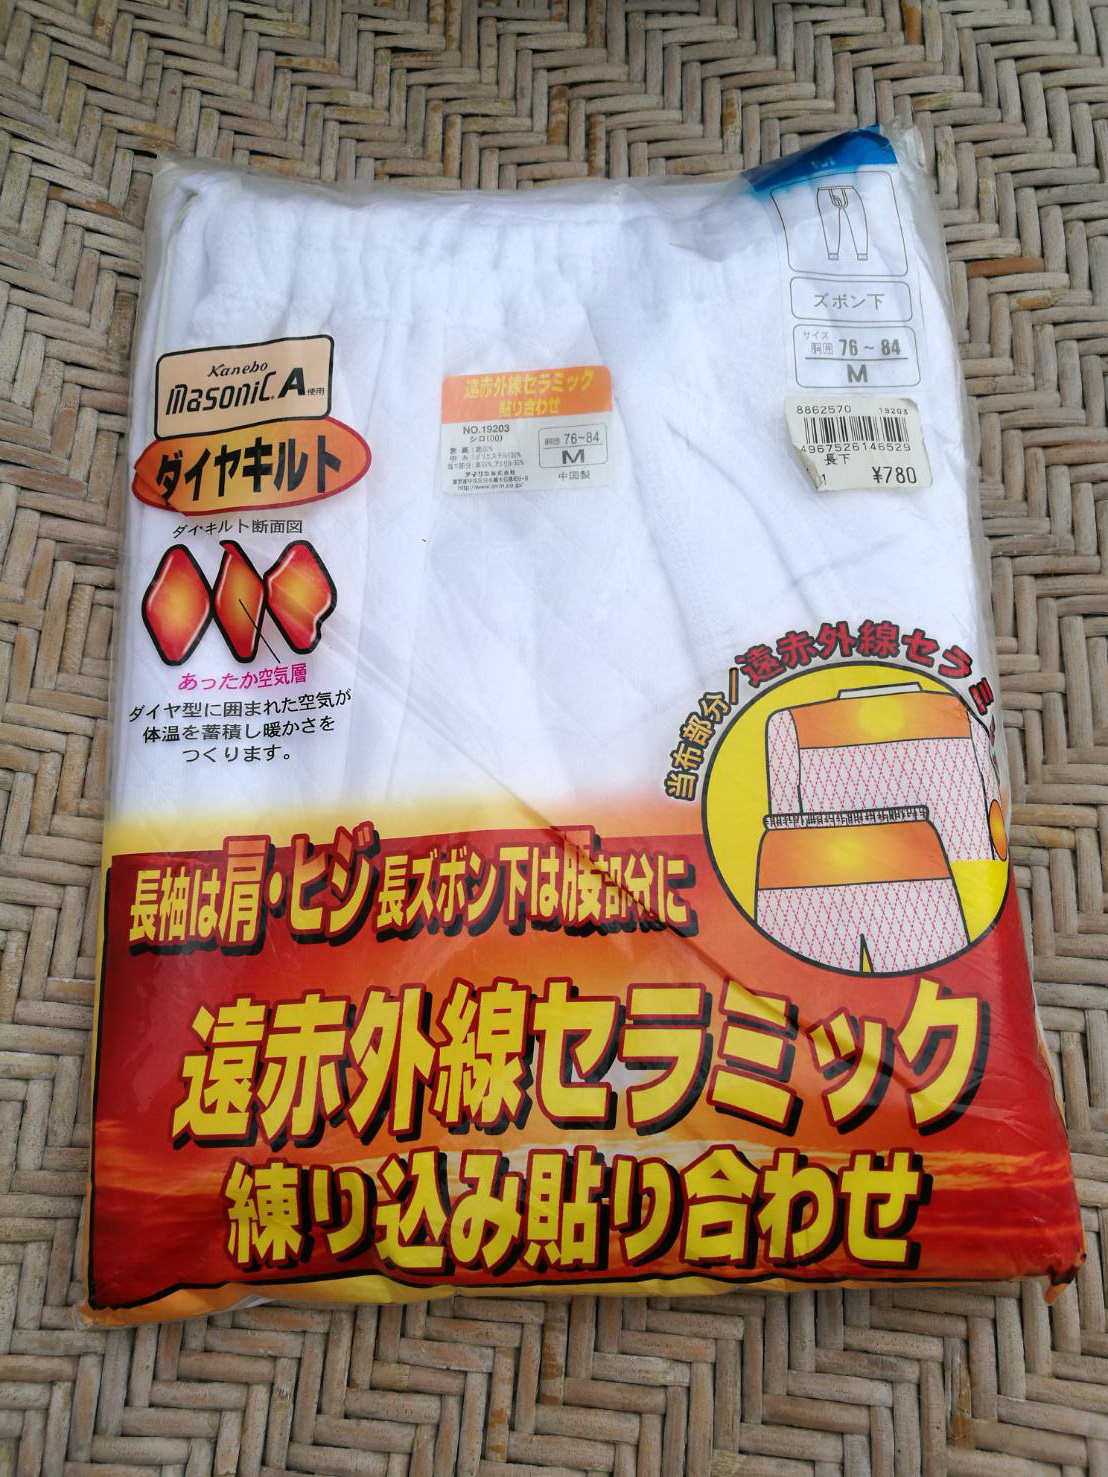 ズボン下
サイズ
胴囲 76～84
M
8862570 19203
4967526146529
長下
¥780
Kanebo
masonic.A使用
ダイヤキルト
ダイヤキルト断面図
あったか空気層
ダイヤ型に囲まれた空気が
体温を蓄積し暖かさを
つくります。
遠赤外線セラミック
貼り合わせ
NO.19203
シロ(00)
胴囲 76~84
M
中国製
当布部分/遠赤外線セラミ
長袖は肩・ヒジ長ズボン下は腰部分に
遠赤外線セラミック
練り込み貼り合わせ